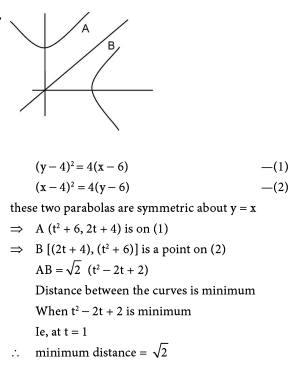 A
B
(y – 4)² = 4(x – 6) —(1)
(x – 4)² = 4(y – 6) —(2)
these two parabolas are symmetric about y = x
⇒ A (t² + 6, 2t + 4) is on (1)
⇒ B [(2t + 4), (t² + 6)] is a point on (2)
AB = √2 (t² – 2t + 2)
Distance between the curves is minimum
When t² – 2t + 2 is minimum
Ie, at t = 1
∴ minimum distance = √2